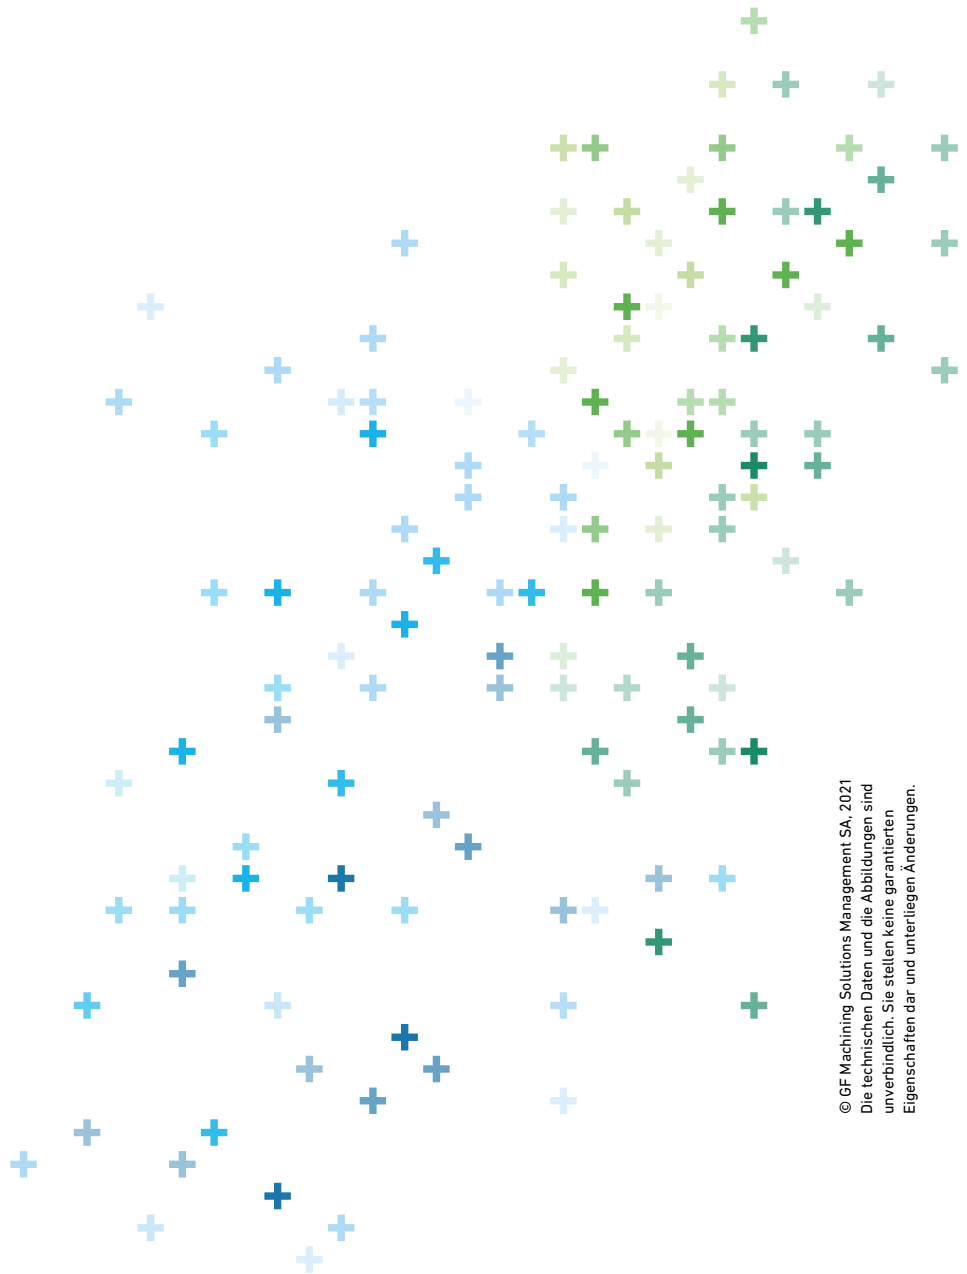 © GF Machining Solutions Management SA, 2021
Die technischen Daten und die Abbildungen sind
unverbindlich. Sie stellen keine garantierten
Eigenschaften dar und unterliegen Änderungen.